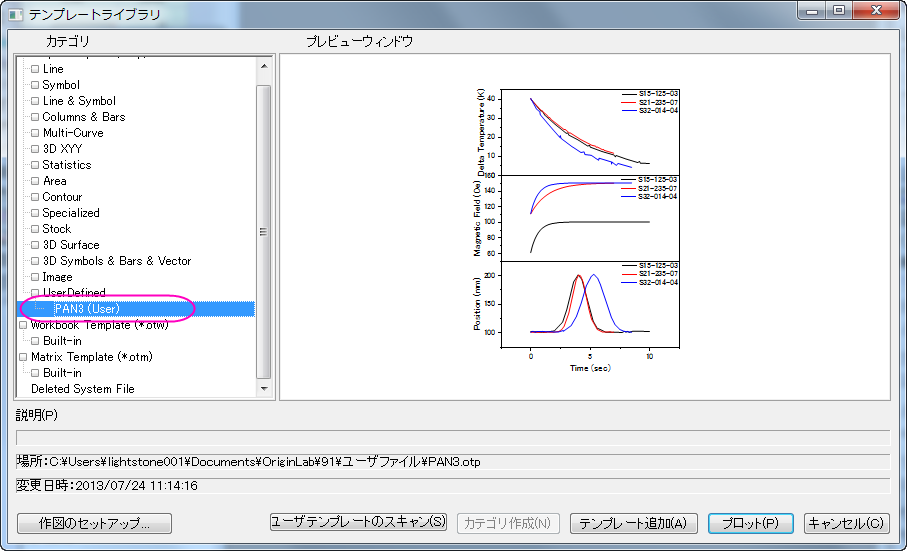 テンプレートライブラリ
カテゴリ
プレビューウィンドウ
Line
Symbol
Line & Symbol
Columns & Bars
Multi-Curve
3D XYY
Statistics
Area
Contour
Specialized
Stock
3D Surface
3D Symbols & Bars & Vector
Image
UserDefined
PAN3 (User)
Workbook Template (*.otw)
Built-in
Matrix Template (*.otm)
Built-in
Deleted System File
S15-125-03
S21-235-07
S32-014-04
Delta Temperature (K)
40
30
20
10
S15-125-03
S21-235-07
S32-014-04
Magnetic Field (Oe)
160
140
120
100
80
60
S15-125-03
S21-235-07
S32-014-04
Position (mm)
200
150
100
0
5
10
Time (sec)
説明(P)
場所:C:¥Users¥lightstone001¥Documents¥OriginLab¥91¥ユーザファイル¥PAN3.otp
変更日時:2013/07/24 11:14:16
作図のセットアップ...
ユーザテンプレートのスキャン(S)
カテゴリ作成(N)
テンプレート追加(A)
プロット(P)
キャンセル(C)